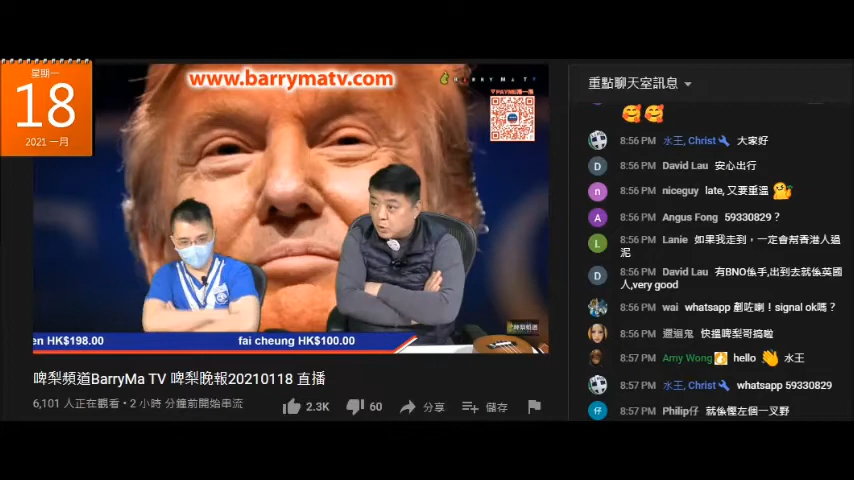 星期一
18
2021 一月
www.barrymatv.com
BARRY MA TV
en HK$198.00
fai cheung HK$100.00
啤梨頻道
啤梨頻道BarryMa TV 啤梨晚報20210118 直播
6,101 人正在觀看 • 2 小時 分鐘前開始串流
2.3K
60
分享
儲存
重點聊天室訊息
8:56 PM 水王, Christ 大家好
D
8:56 PM David Lau 安心出行
n
8:56 PM niceguy late, 又要重溫
A
8:56 PM Angus Fong 59330829 ?
L
8:56 PM Lanie 如果我走到，一定會幫香港人過
泥
D
8:56 PM David Lau 有BNO係手,出到去就係英國
人,very good
8:56 PM wai whatsapp 剷咗喇！signal ok嗎？
8:56 PM 邋遢鬼 快搵啤梨哥搞啦
8:57 PM Amy Wong hello 水王
8:57 PM 水王, Christ whatsapp 59330829
仔
8:57 PM Philip仔 就係慳左個一叉野